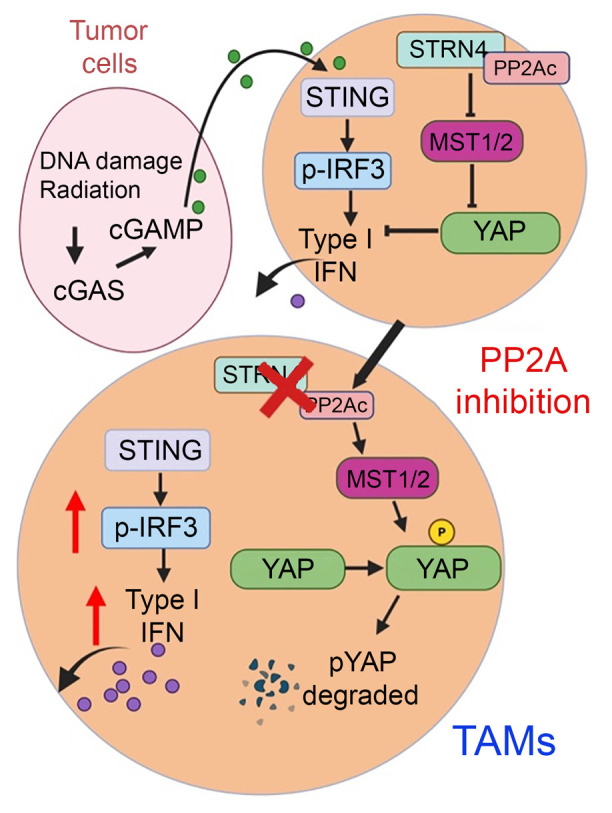 Tumor
cells
DNA damage
Radiation
cGAMP
cGAS
STRN4
PP2Ac
STING
MST1/2
p-IRF3
YAP
Type I
IFN
PP2A
inhibition
STRN
PP2Ac
STING
MST1/2
p-IRF3
P
YAP
YAP
Type I
IFN
pYAP
degraded
TAMs